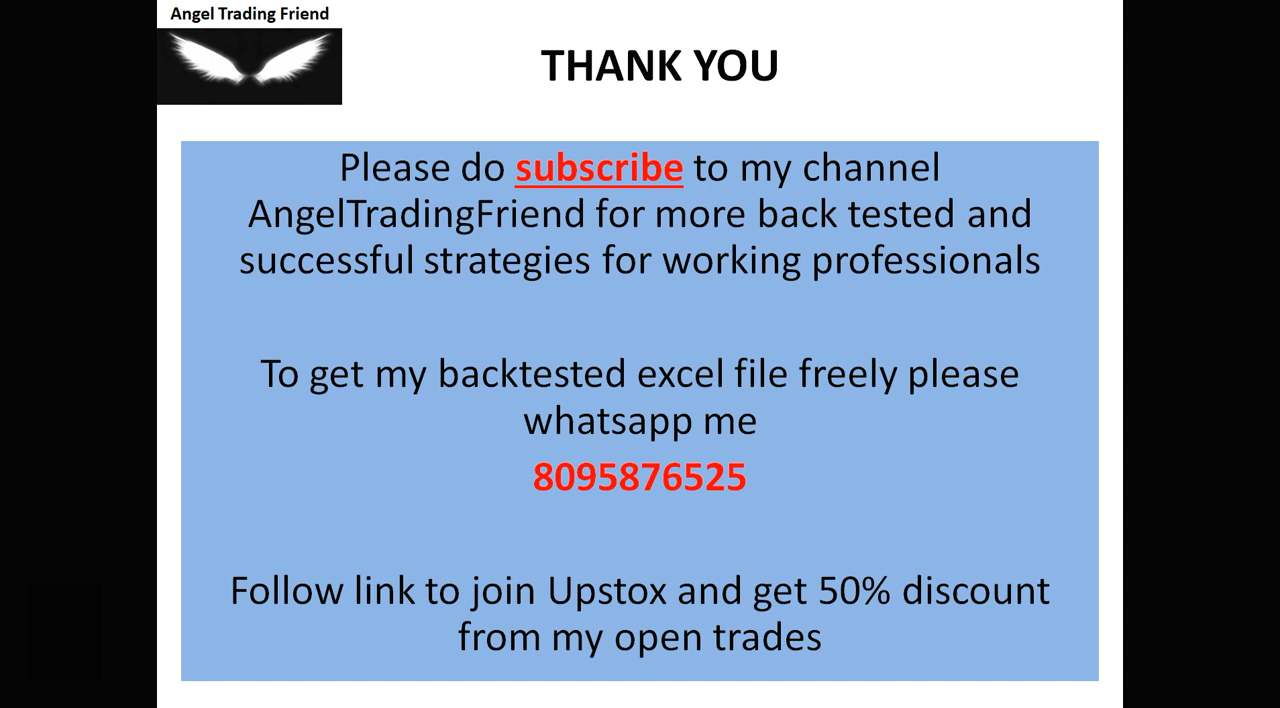 Angel Trading Friend
THANK YOU
Please do subscribe to my channel
AngelTradingFriend for more back tested and
successful strategies for working professionals
To get my backtested excel file freely please
whatsapp me
8095876525
Follow link to join Upstox and get 50% discount
from my open trades